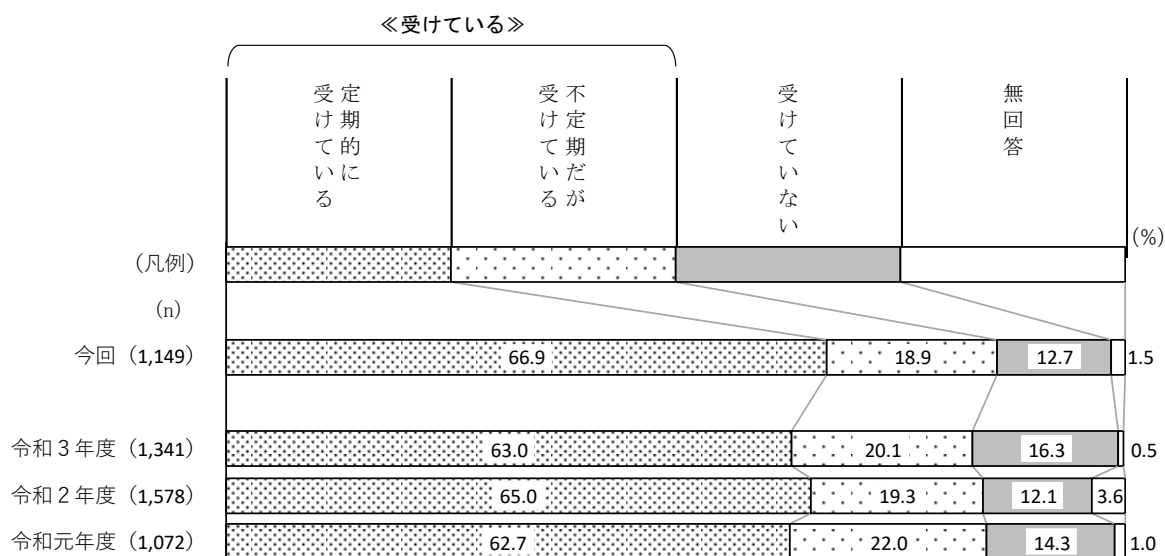 ≪受けている≫
定期的に
受けている
不定期だが
受けている
受けていない
無回答
(%)
(凡例)
(n)
今回 (1,149) 66.9 18.9 12.7 1.5
令和３年度 (1,341) 63.0 20.1 16.3 0.5
令和２年度 (1,578) 65.0 19.3 12.1 3.6
令和元年度 (1,072) 62.7 22.0 14.3 1.0